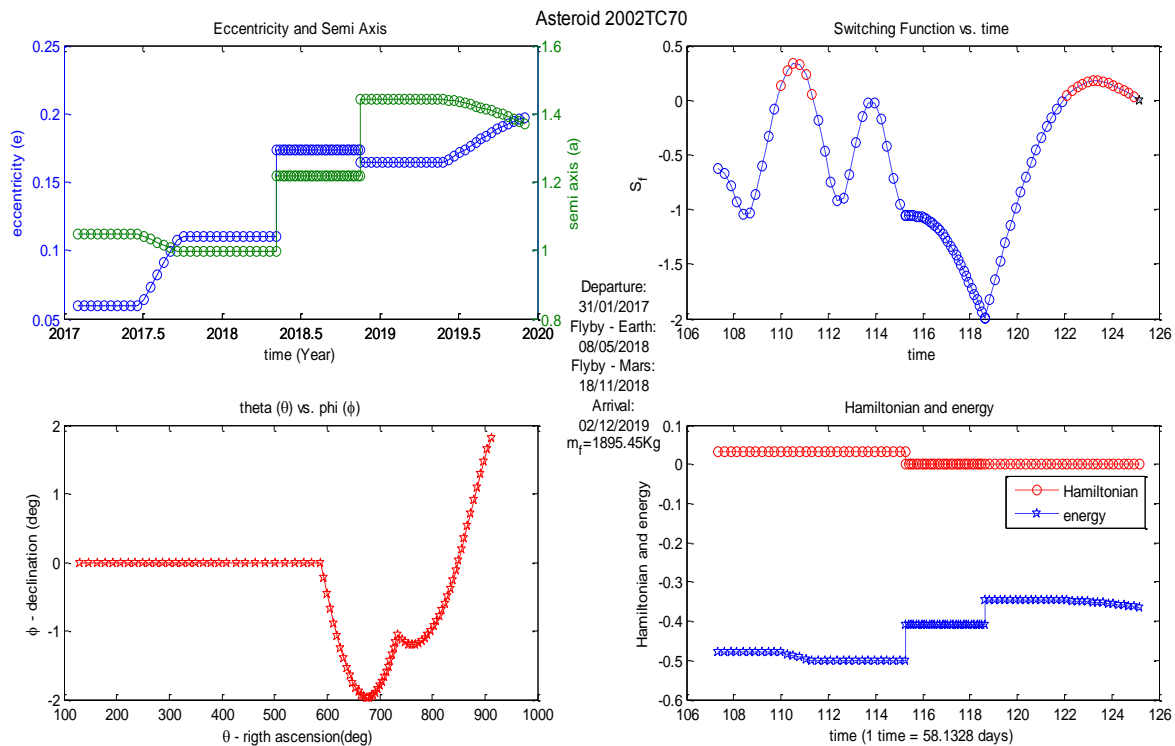 Asteroid 2002TC70
Eccentricity and Semi Axis
0.25
0.2
0.15
0.1
0.05
eccentricity (e)
1.6
1.4
1.2
1
0.8
semi axis (a)
2017 2017.5 2018 2018.5 2019 2019.5 2020
time (Year)
Switching Function vs. time
0.5
0
-0.5
-1
-1.5
-2
S_f
106 108 110 112 114 116 118 120 122 124 126
time
Departure:
31/01/2017
Flyby - Earth:
08/05/2018
Flyby - Mars:
18/11/2018
Arrival:
02/12/2019
m_f=1895.45Kg
theta (θ) vs. phi (ϕ)
2
1
0
-1
-2
ϕ - declination (deg)
100 200 300 400 500 600 700 800 900 1000
θ - rigth ascension(deg)
Hamiltonian and energy
0.1
0
-0.1
-0.2
-0.3
-0.4
-0.5
-0.6
Hamiltonian and energy
Hamiltonian
energy
106 108 110 112 114 116 118 120 122 124 126
time (1 time = 58.1328 days)